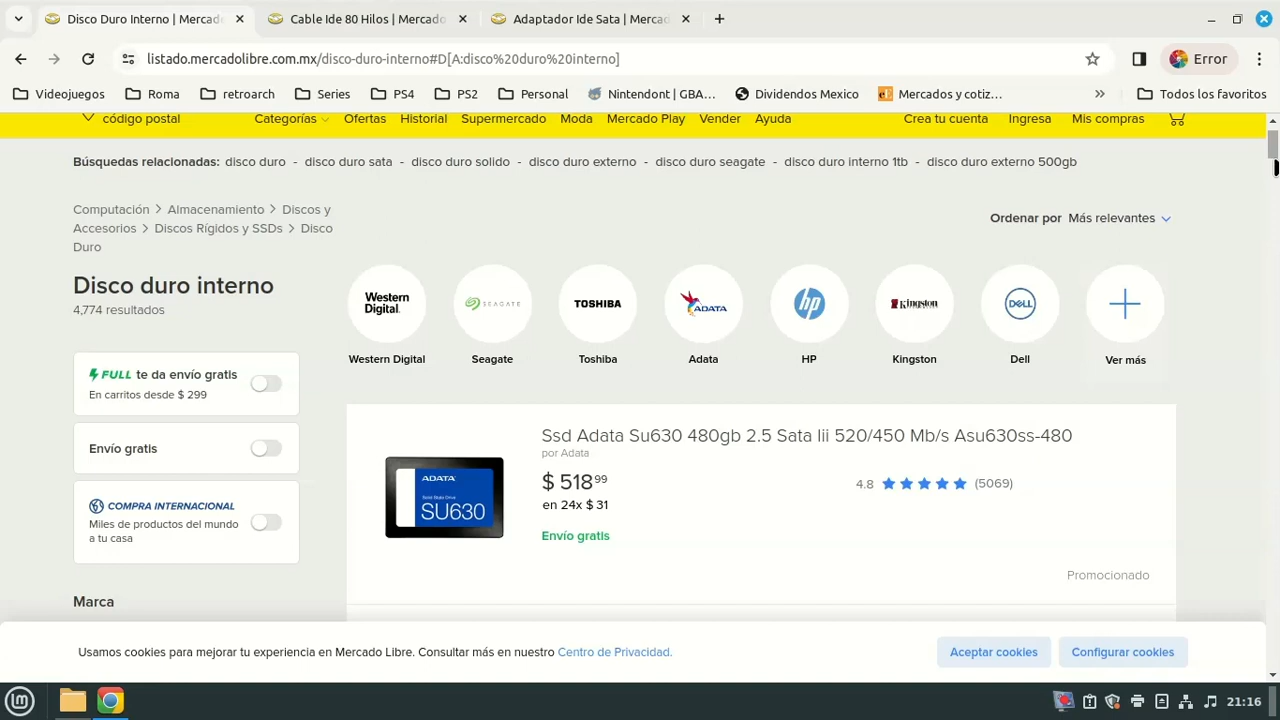 Disco Duro Interno | Mercad
Cable Ide 80 Hilos | Mercado
Adaptador Ide Sata | Mercad
listado.mercadolibre.com.mx/disco-duro-interno#D[A:disco%20duro%20interno]
Error
Videojuegos
Roma
retroarch
Series
PS4
PS2
Personal
Nintendont | GBA...
Dividendos Mexico
Mercados y cotiz...
Todos los favoritos
código postal
Categorías
Ofertas
Historial
Supermercado
Moda
Mercado Play
Vender
Ayuda
Crea tu cuenta
Ingresa
Mis compras
Búsquedas relacionadas: disco duro - disco duro sata - disco duro solido - disco duro externo - disco duro seagate - disco duro interno 1tb - disco duro externo 500gb
Computación > Almacenamiento > Discos y
Accesorios > Discos Rígidos y SSDs > Disco
Duro
Ordenar por Más relevantes
Disco duro interno
4,774 resultados
Western
Digital.
SEAGATE
TOSHIBA
ADATA
hp
Kingston
DELL
Western Digital
Seagate
Toshiba
Adata
HP
Kingston
Dell
Ver más
FULL te da envío gratis
En carritos desde $ 299
Envío gratis
COMPRA INTERNACIONAL
Miles de productos del mundo
a tu casa
Marca
Ssd Adata Su630 480gb 2.5 Sata Iii 520/450 Mb/s Asu630ss-480
por Adata
$ 518 99
en 24x $ 31
Envío gratis
4.8
(5069)
ADATA
Solid State Drive
SU630
Promocionado
Usamos cookies para mejorar tu experiencia en Mercado Libre. Consultar más en nuestro Centro de Privacidad.
Aceptar cookies
Configurar cookies
21:16